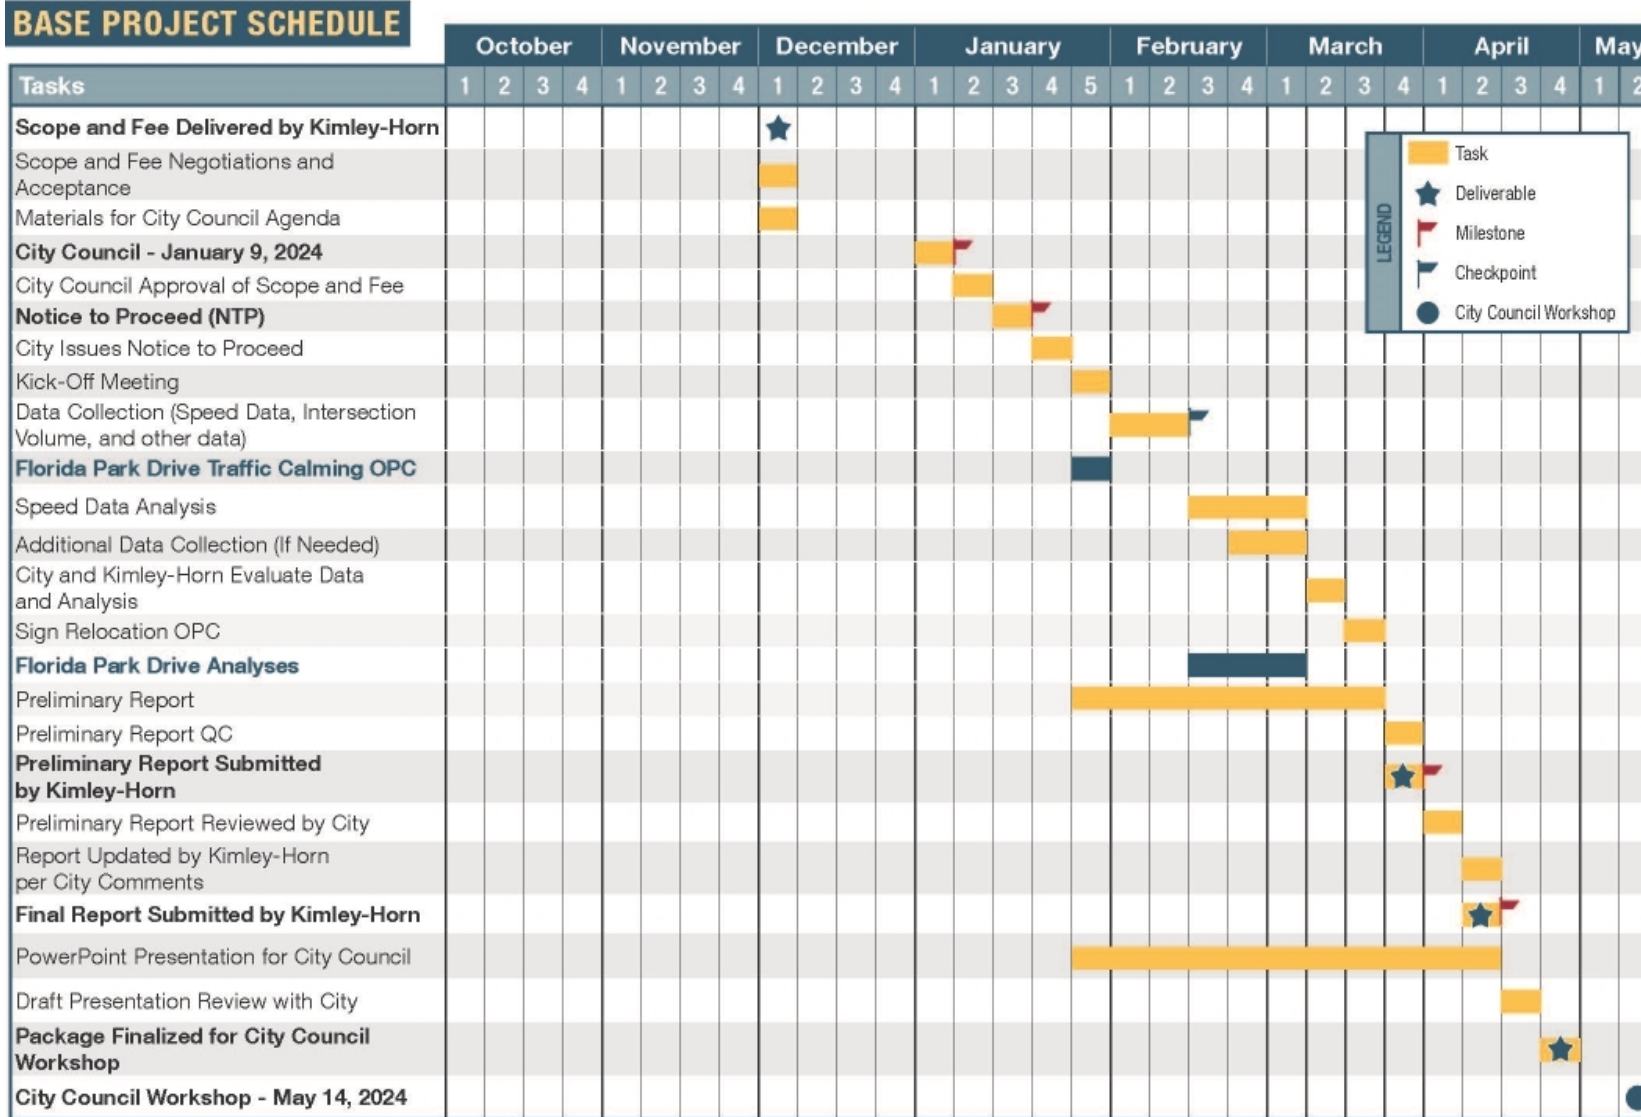 BASE PROJECT SCHEDULE
October November December January February March April May
Tasks 1 2 3 4 1 2 3 4 1 2 3 4 1 2 3 4 5 1 2 3 4 1 2 3 4 1 2 3 4 1 2
Scope and Fee Delivered by Kimley-Horn
Scope and Fee Negotiations and
Acceptance
Materials for City Council Agenda
City Council - January 9, 2024
City Council Approval of Scope and Fee
Notice to Proceed (NTP)
City Issues Notice to Proceed
Kick-Off Meeting
Data Collection (Speed Data, Intersection
Volume, and other data)
Florida Park Drive Traffic Calming OPC
Speed Data Analysis
Additional Data Collection (If Needed)
City and Kimley-Horn Evaluate Data
and Analysis
Sign Relocation OPC
Florida Park Drive Analyses
Preliminary Report
Preliminary Report QC
Preliminary Report Submitted
by Kimley-Horn
Preliminary Report Reviewed by City
Report Updated by Kimley-Horn
per City Comments
Final Report Submitted by Kimley-Horn
PowerPoint Presentation for City Council
Draft Presentation Review with City
Package Finalized for City Council
Workshop
City Council Workshop - May 14, 2024
LEGEND
Task
Deliverable
Milestone
Checkpoint
City Council Workshop